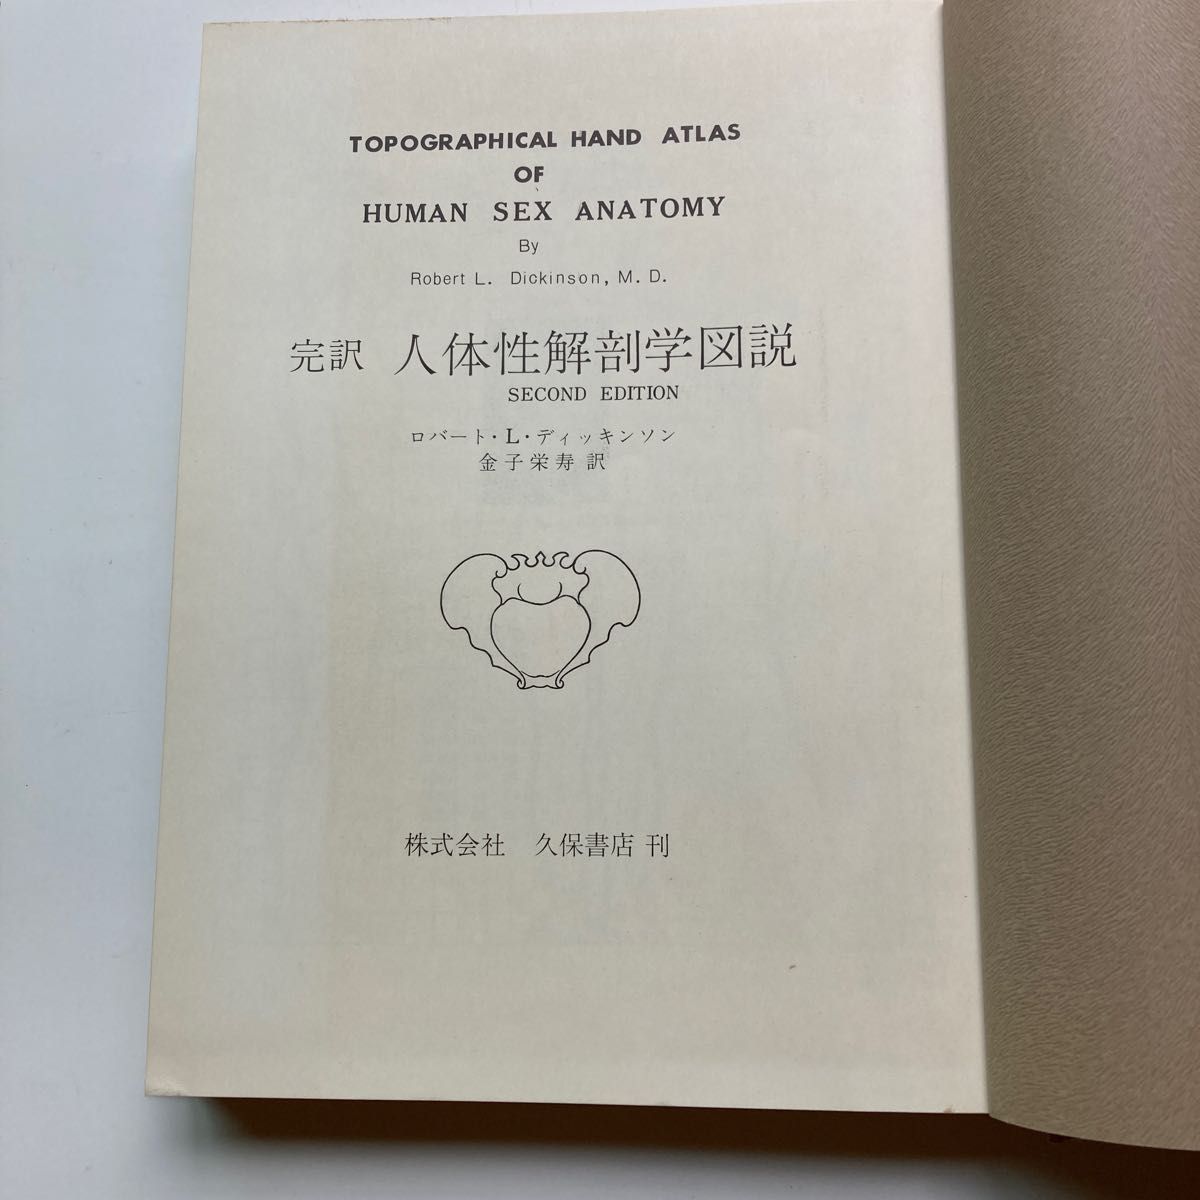 TOPOGRAPHICAL HAND ATLAS
OF
HUMAN SEX ANATOMY
By
Robert L. Dickinson, M. D.
完訳 人体性解剖学図説
SECOND EDITION
ロバート・L・ディッキンソン
金子栄寿 訳
株式会社 久保書店 刊